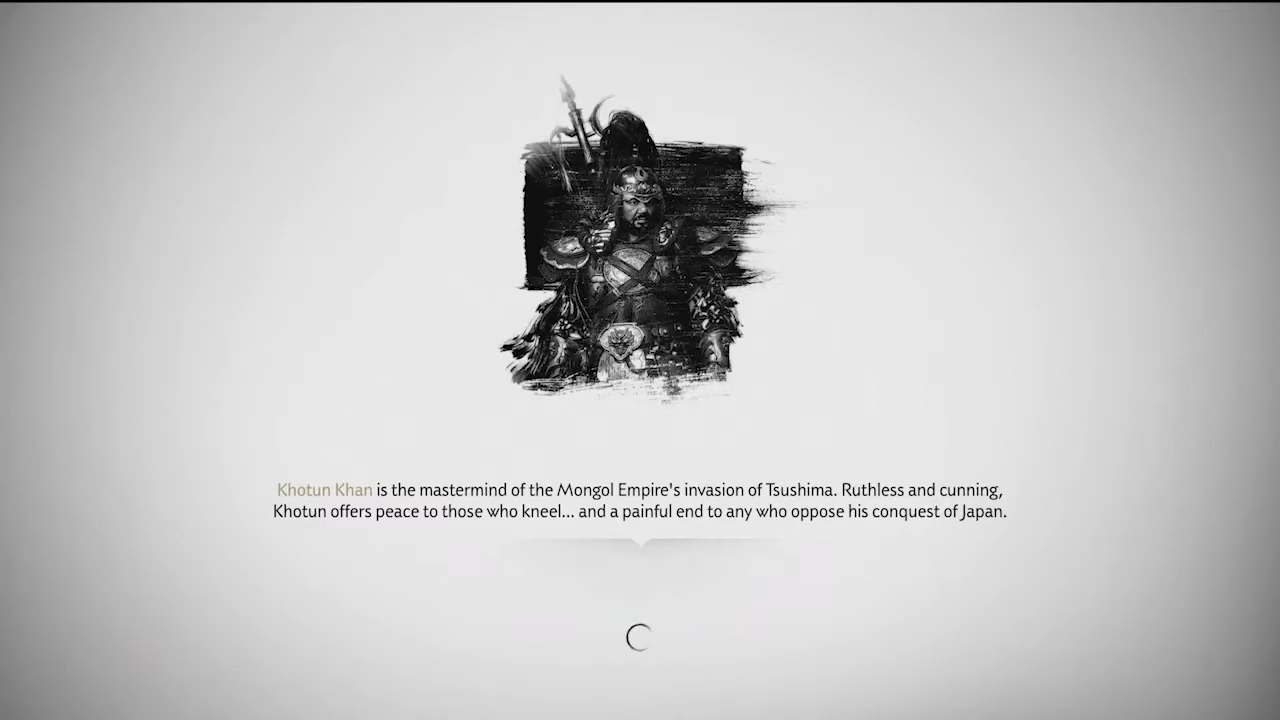 Khotun Khan is the mastermind of the Mongol Empire's invasion of Tsushima. Ruthless and cunning,
Khotun offers peace to those who kneel... and a painful end to any who oppose his conquest of Japan.